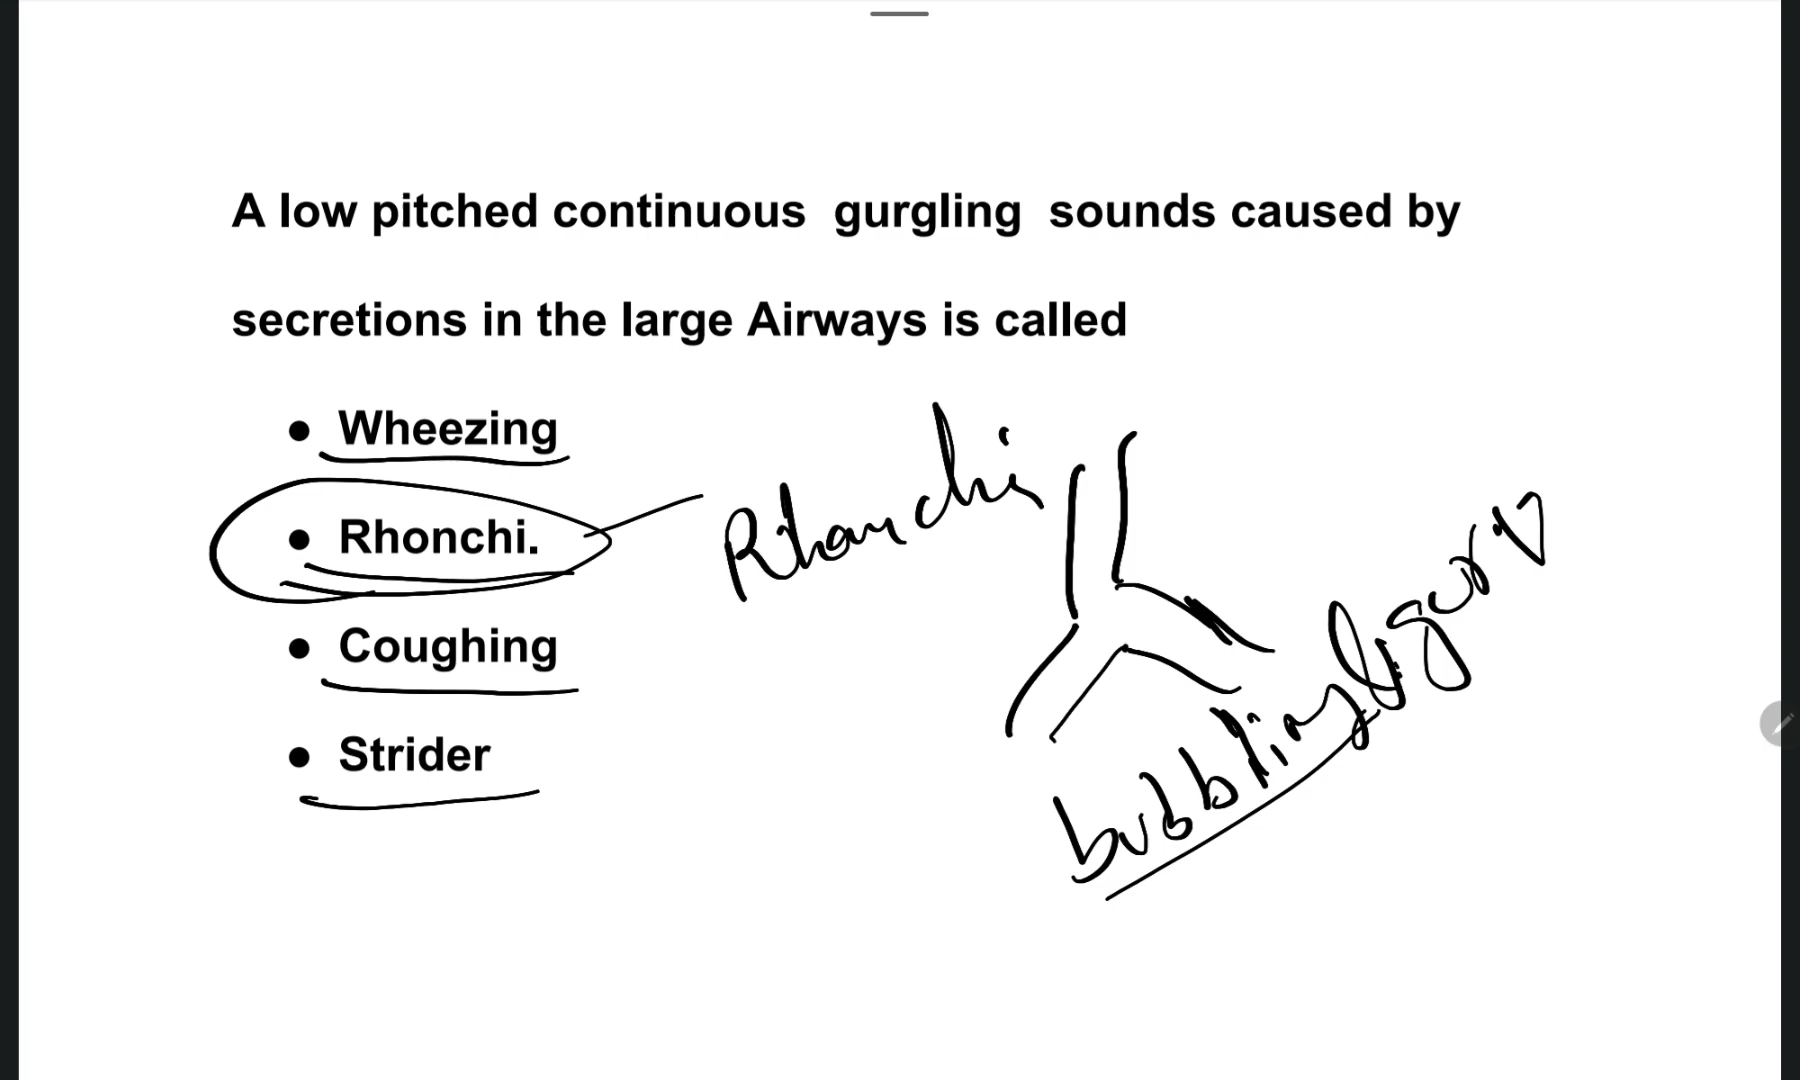 A low pitched continuous gurgling sounds caused by
secretions in the large Airways is called
● Wheezing
● Rhonchi.
● Coughing
● Strider
Rhonchi
bubbling